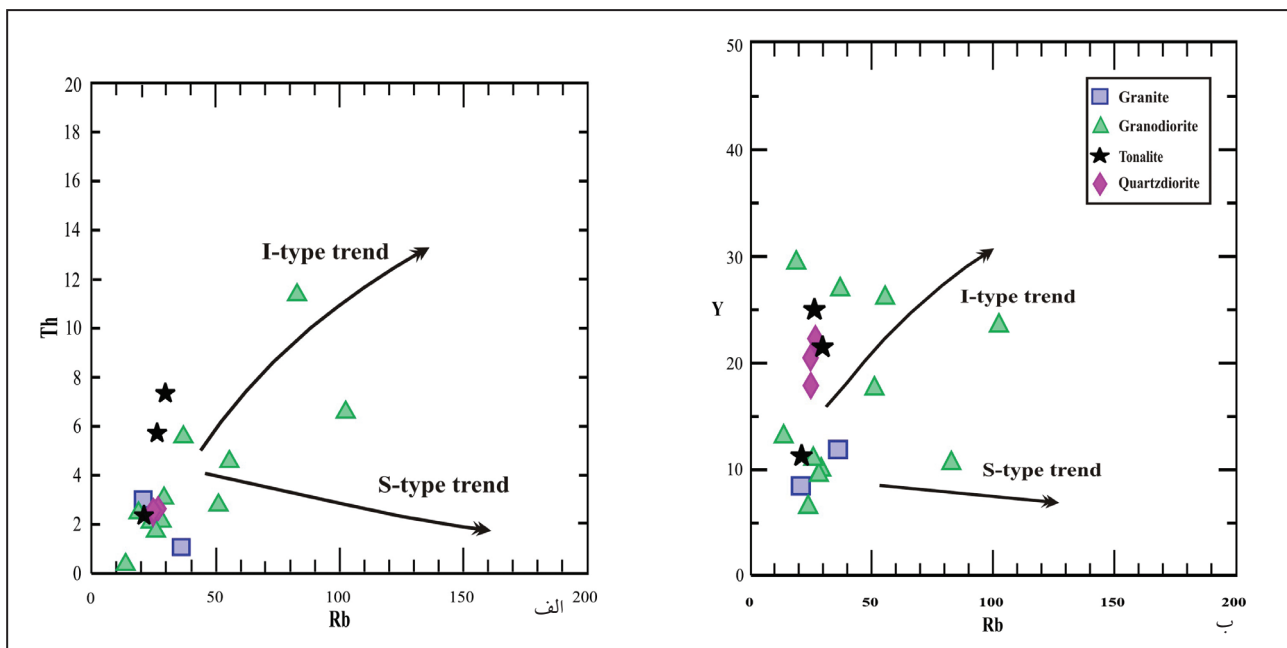 20
18
16
14
12
10
8
6
4
2
0
Th
I-type trend
S-type trend
0
50
100
150
200
Rb
الف
50
40
30
20
10
0
Y
Granite
Granodiorite
Tonalite
Quartzdiorite
I-type trend
S-type trend
0
50
100
150
200
Rb
ب